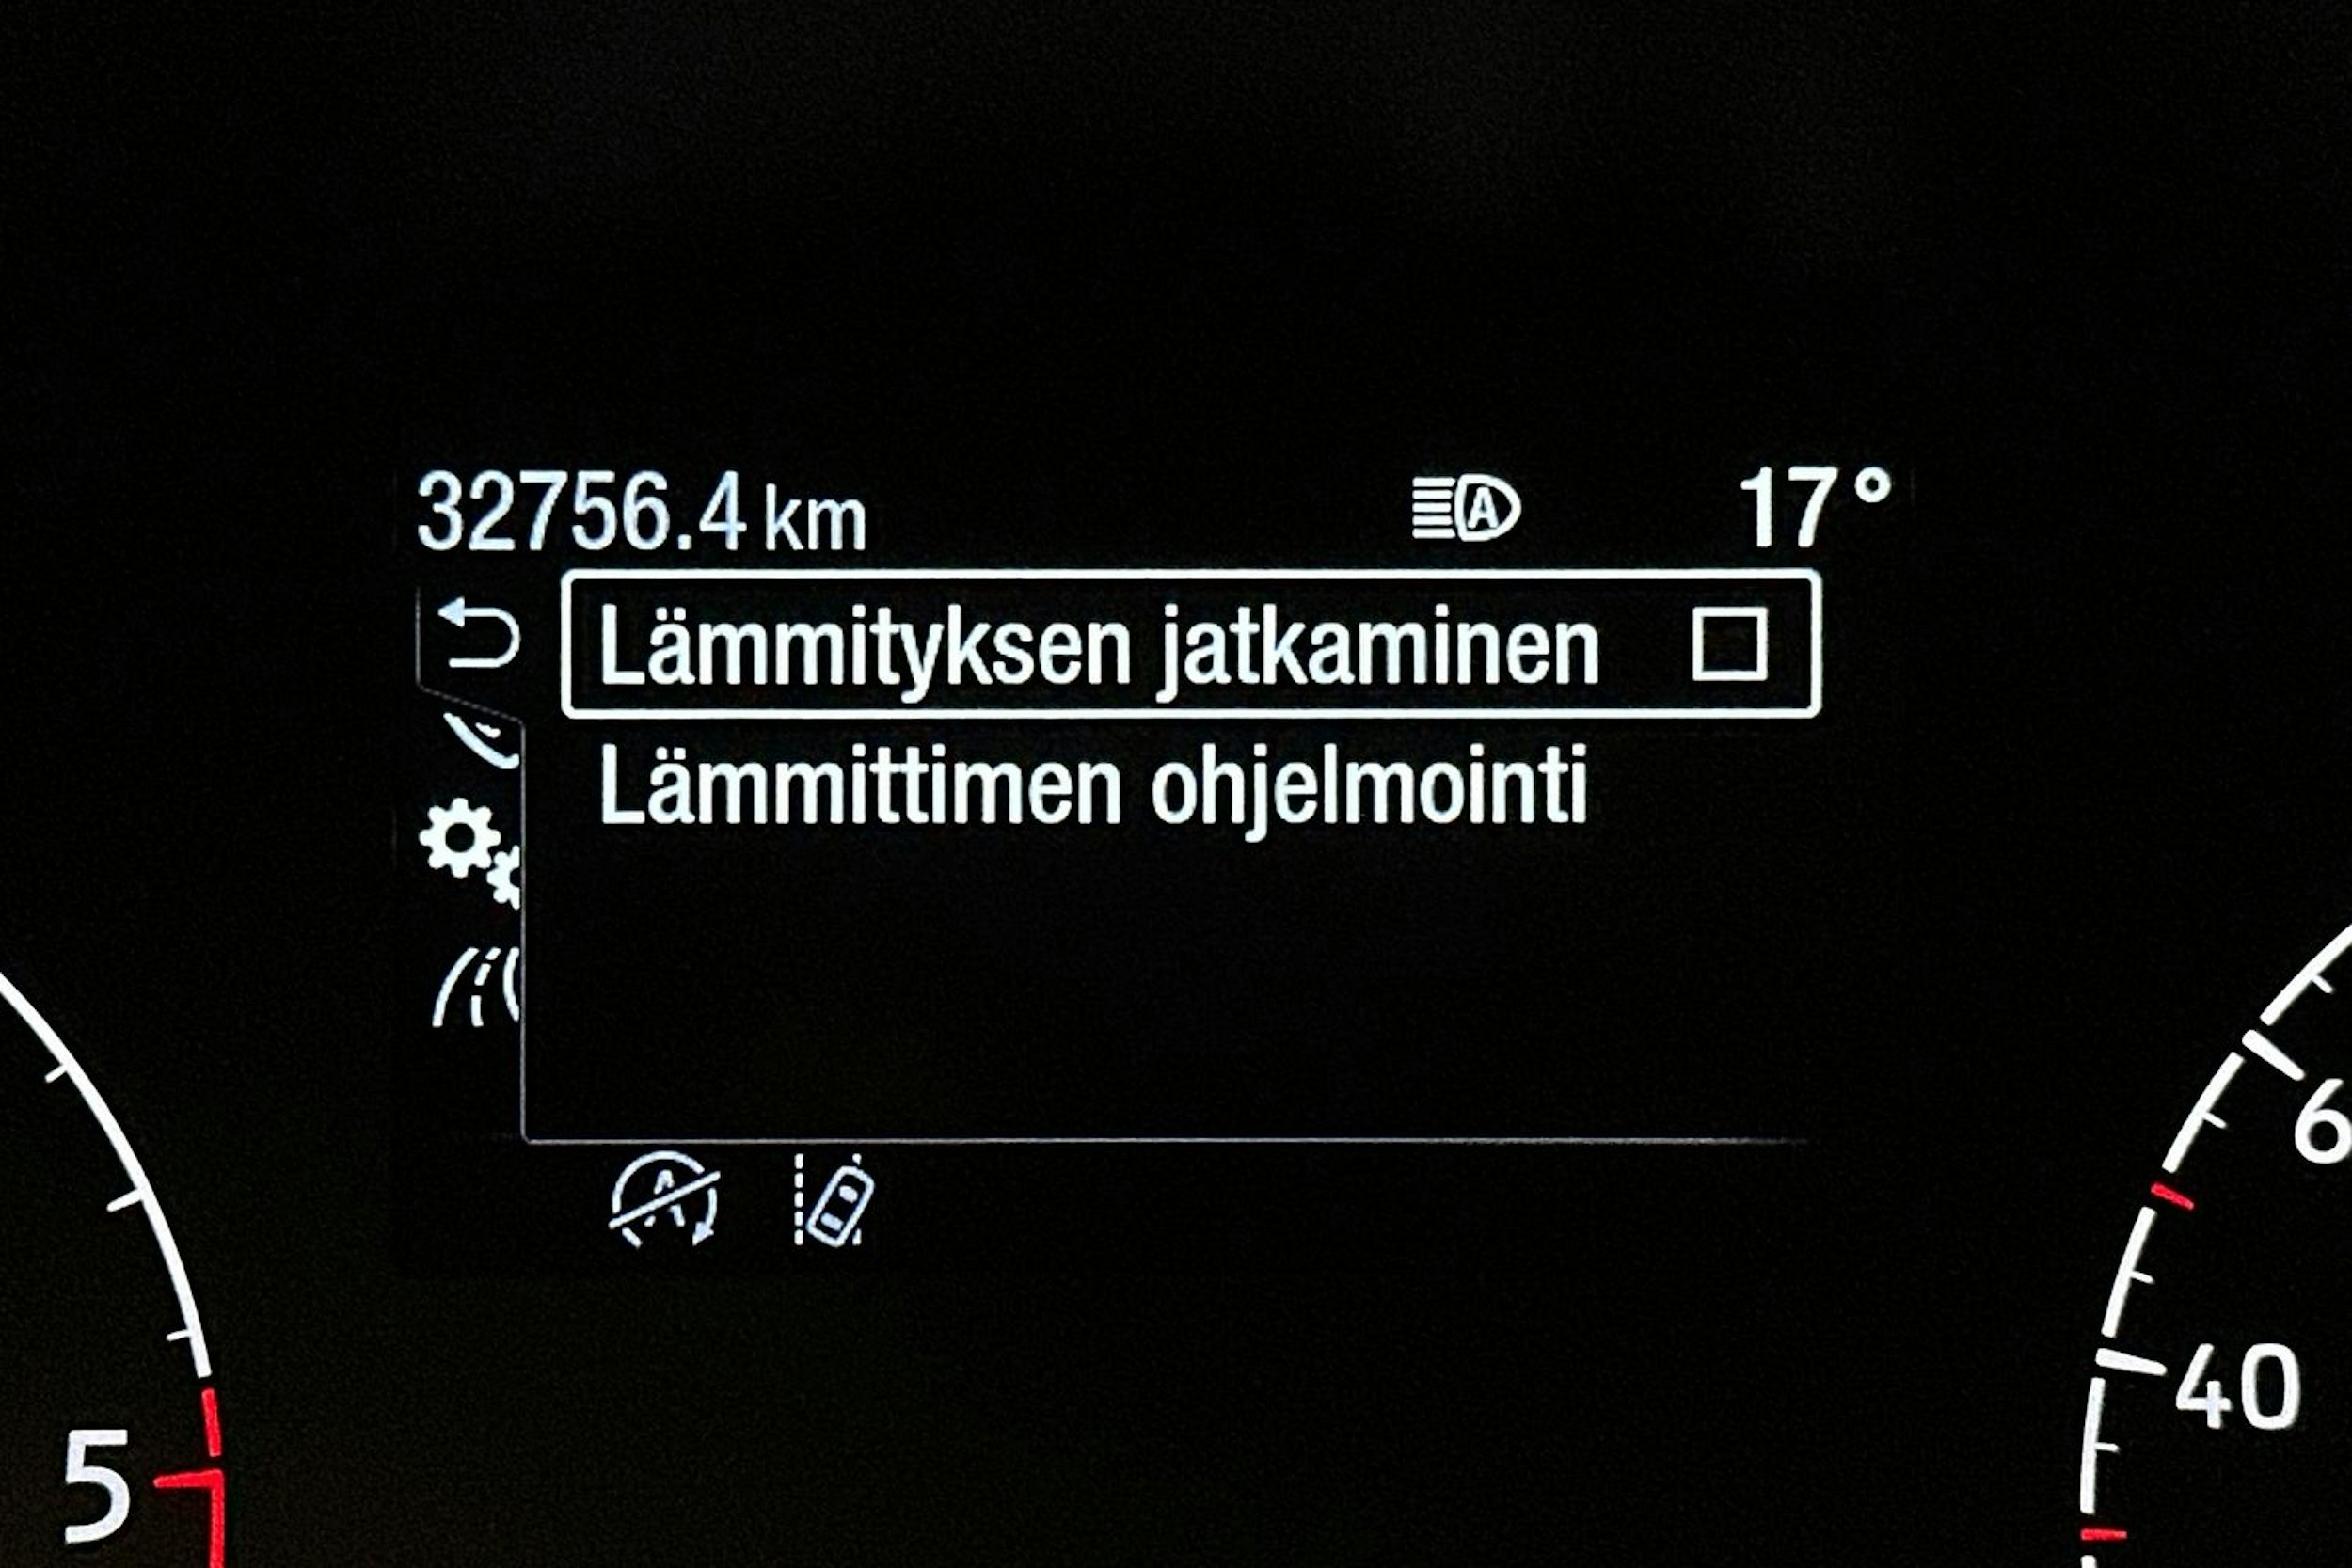 32756.4 km 17°
Lämmityksen jatkaminen
Lämmittimen ohjelmointi
6
40
5